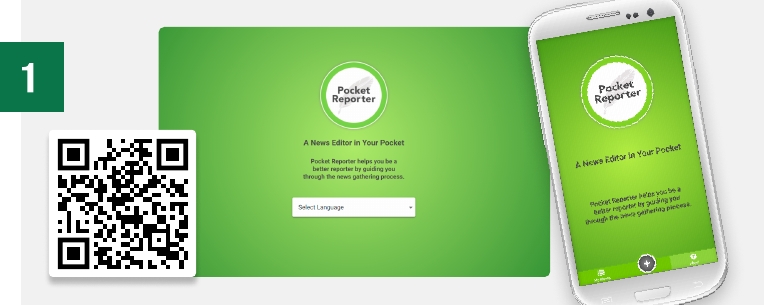 1
Pocket
Reporter
A News Editor in Your Pocket
Pocket Reporter helps you be a
better reporter by guiding you
through the news gathering process.
Select Language
Pocket
Reporter
A News Editor in Your Pocket
Pocket Reporter helps you be a
better reporter by guiding you
through the news gathering process.